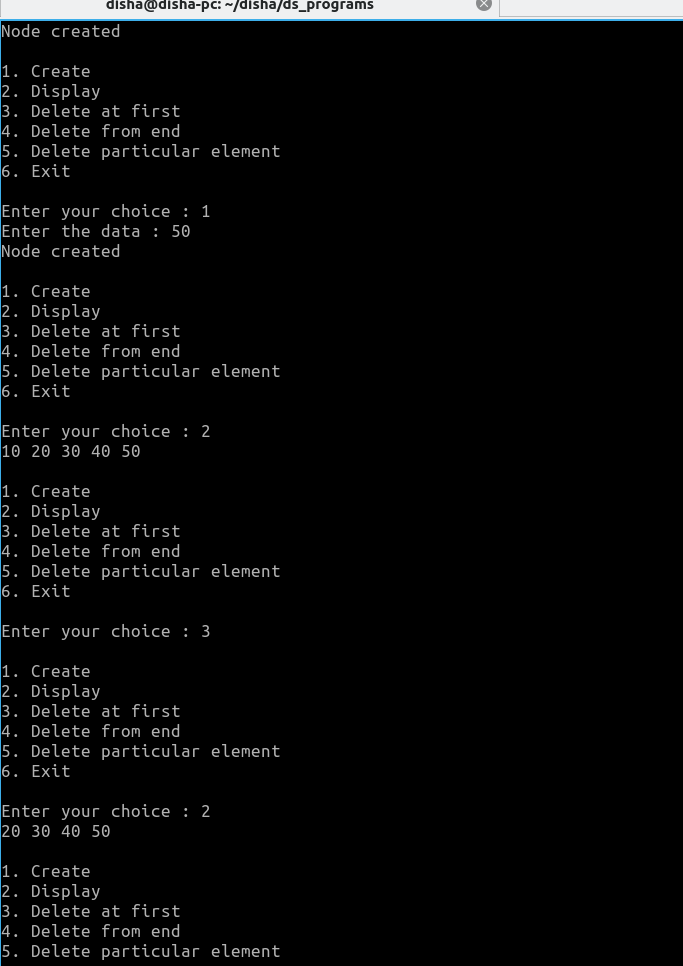 disha@disha-pc: ~/disha/ds_programs
Node created
1. Create
2. Display
3. Delete at first
4. Delete from end
5. Delete particular element
6. Exit
Enter your choice : 1
Enter the data : 50
Node created
1. Create
2. Display
3. Delete at first
4. Delete from end
5. Delete particular element
6. Exit
Enter your choice : 2
10 20 30 40 50
1. Create
2. Display
3. Delete at first
4. Delete from end
5. Delete particular element
6. Exit
Enter your choice : 3
1. Create
2. Display
3. Delete at first
4. Delete from end
5. Delete particular element
6. Exit
Enter your choice : 2
20 30 40 50
1. Create
2. Display
3. Delete at first
4. Delete from end
5. Delete particular element